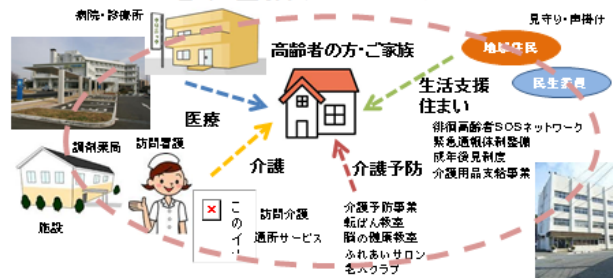 病院・診療所
見守り・声掛け
高齢者の方・ご家族
地域住民
民生委員
生活支援
住まい
医療
徘徊高齢者SOSネットワーク
緊急通報体制整備
成年後見制度
介護用品支給事業
調剤薬局
訪問看護
介護
介護予防
施設
こ
の
イ
訪問介護
通所サービス
介護予防事業
転ばん教室
脳の健康教室
ふれあいサロン
老人クラブ